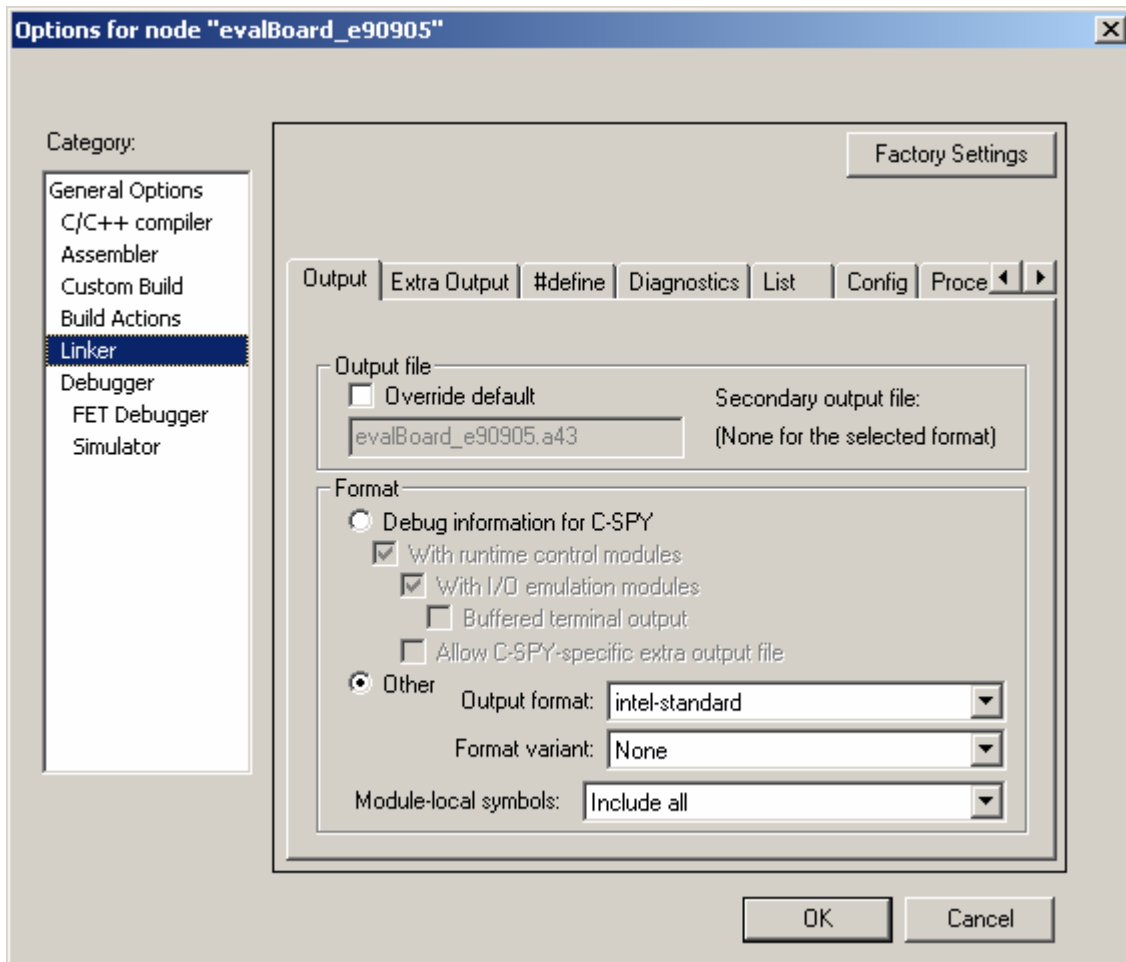 Options for node "evalBoard_e90905"
Category:
General Options
C/C++ compiler
Assembler
Custom Build
Build Actions
Linker
Debugger
FET Debugger
Simulator
Factory Settings
Output Extra Output #define Diagnostics List Config Proce
Output file
Override default
evalBoard_e90905.a43
Secondary output file:
(None for the selected format)
Format
Debug information for C-SPY
With runtime control modules
With I/O emulation modules
Buffered terminal output
Allow C-SPY-specific extra output file
Other
Output format: intel-standard
Format variant: None
Module-local symbols: Include all
OK Cancel